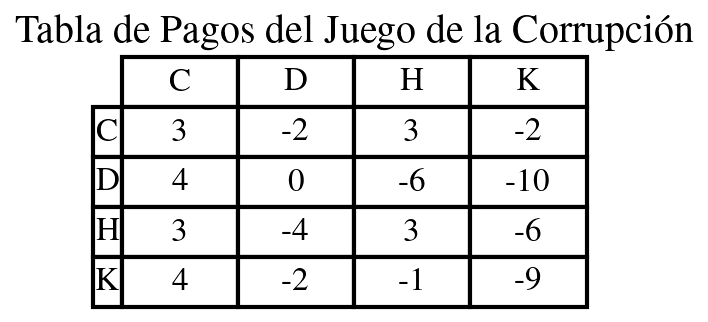 Tabla de Pagos del Juego de la Corrupción
C D H K
C 3 -2 3 -2
D 4 0 -6 -10
H 3 -4 3 -6
K 4 -2 -1 -9